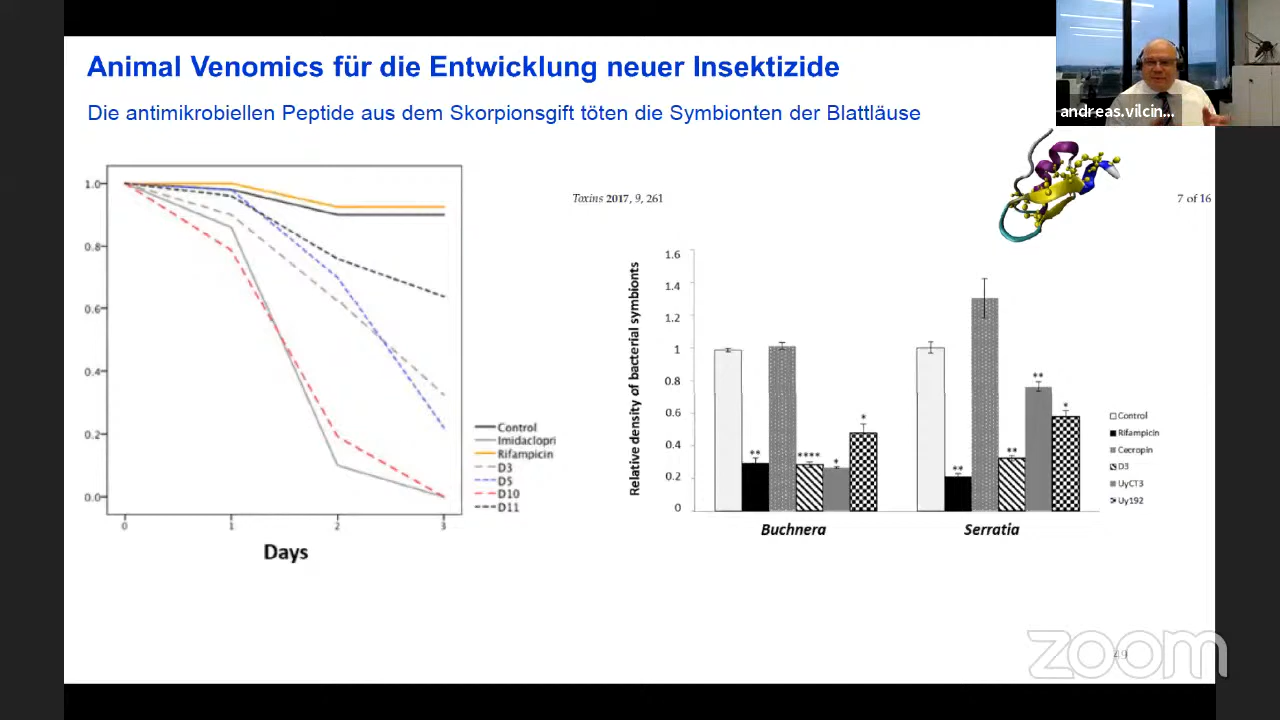 Animal Venomics für die Entwicklung neuer Insektizide
Die antimikrobiellen Peptide aus dem Skorpionsgift töten die Symbionten der Blattläuse
andreas.vilcin...
Toxins 2017, 9, 261
7 of 16
1.0
0.8
0.6
0.4
0.2
0.0
0
1
2
3
Days
Control
Imidaclopri
Rifampicin
D3
D5
D10
D11
Relative density of bacterial symbionts
1.6
1.4
1.2
1
0.8
0.6
0.4
0.2
0
**
****
*
*
**
**
**
*
Buchnera
Serratia
Control
Rifampicin
Cecropin
D3
UyCT3
Uy192
zoom
49